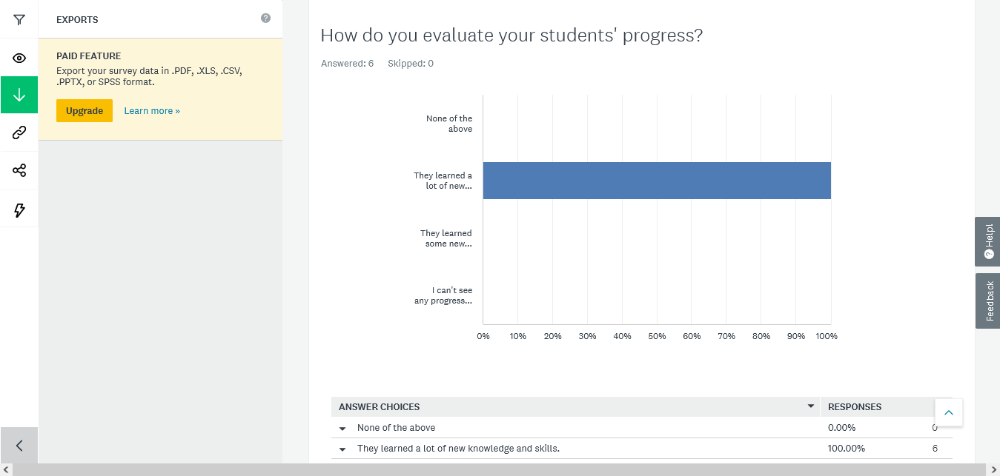 EXPORTS
?
PAID FEATURE
Export your survey data in .PDF, .XLS, .CSV,
.PPTX, or SPSS format.
Upgrade
Learn more »
How do you evaluate your students' progress?
Answered: 6 Skipped: 0
None of the
above
They learned a
lot of new...
They learned
some new...
I can't see
any progress...
0% 10% 20% 30% 40% 50% 60% 70% 80% 90% 100%
ANSWER CHOICES RESPONSES
None of the above 0.00% 0
They learned a lot of new knowledge and skills. 100.00% 6
? Help!
Feedback